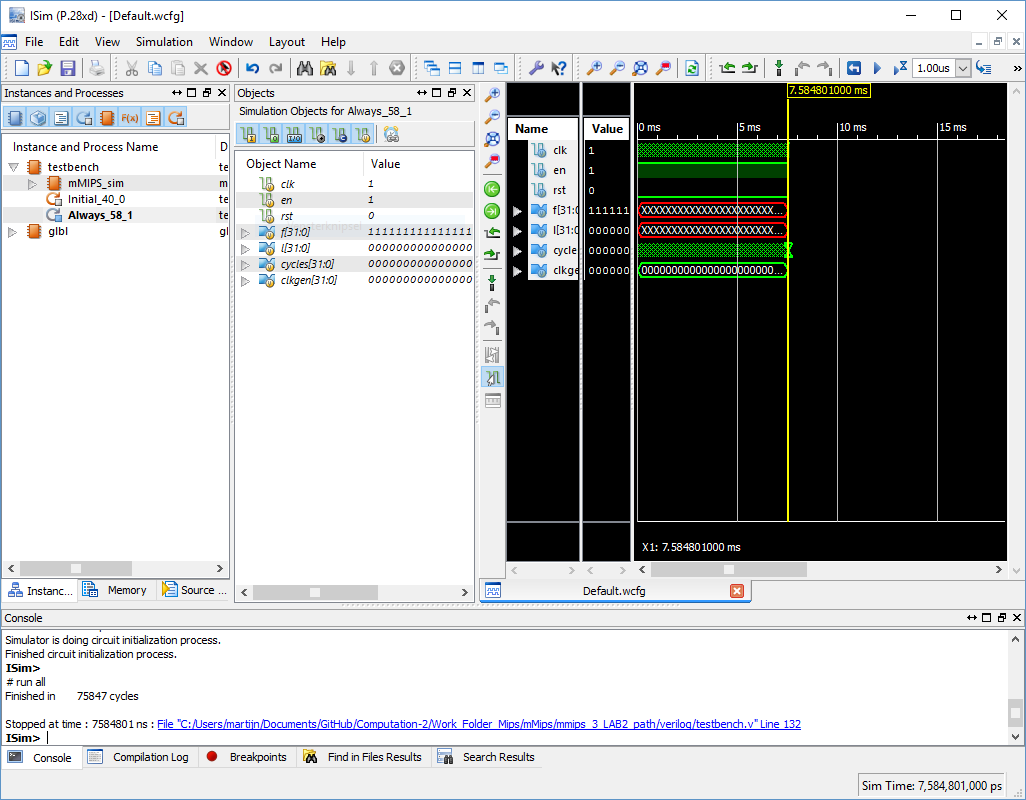 ISim (P.28xd) - [Default.wcfg]
File Edit View Simulation Window Layout Help
1.00us
Instances and Processes
Instance and Process Name D
testbench te
mMIPS_sim m
Initial_40_0 te
Always_58_1 te
glbl gl
Instanc... Memory Source ...
Objects
Simulation Objects for Always_58_1
Object Name Value
clk 1
en 1
rst 0
f[31:0] 111111111111111
l[31:0] 000000000000000
cycles[31:0] 000000000000000
clkgen[31:0] 000000000000000
7.584801000 ms
Name Value 0 ms 5 ms 10 ms 15 ms
clk 1
en 1
rst 0
f[31:0 111111 XXXXXXXXXXXXXXXXXXXXXX...
l[31:0 000000 XXXXXXXXXXXXXXXXXXXXXX...
cycle 000000
clkge 000000 0000000000000000000000...
X1: 7.584801000 ms
Default.wcfg
Console
Simulator is doing circuit initialization process.
Finished circuit initialization process.
ISim>
# run all
Finished in 75847 cycles
Stopped at time : 7584801 ns : File "C:/Users/martijn/Documents/GitHub/Computation-2/Work_Folder_Mips/mMips/mmips_3_LAB2_path/verilog/testbench.v" Line 132
ISim>
Console Compilation Log Breakpoints Find in Files Results Search Results
Sim Time: 7,584,801,000 ps